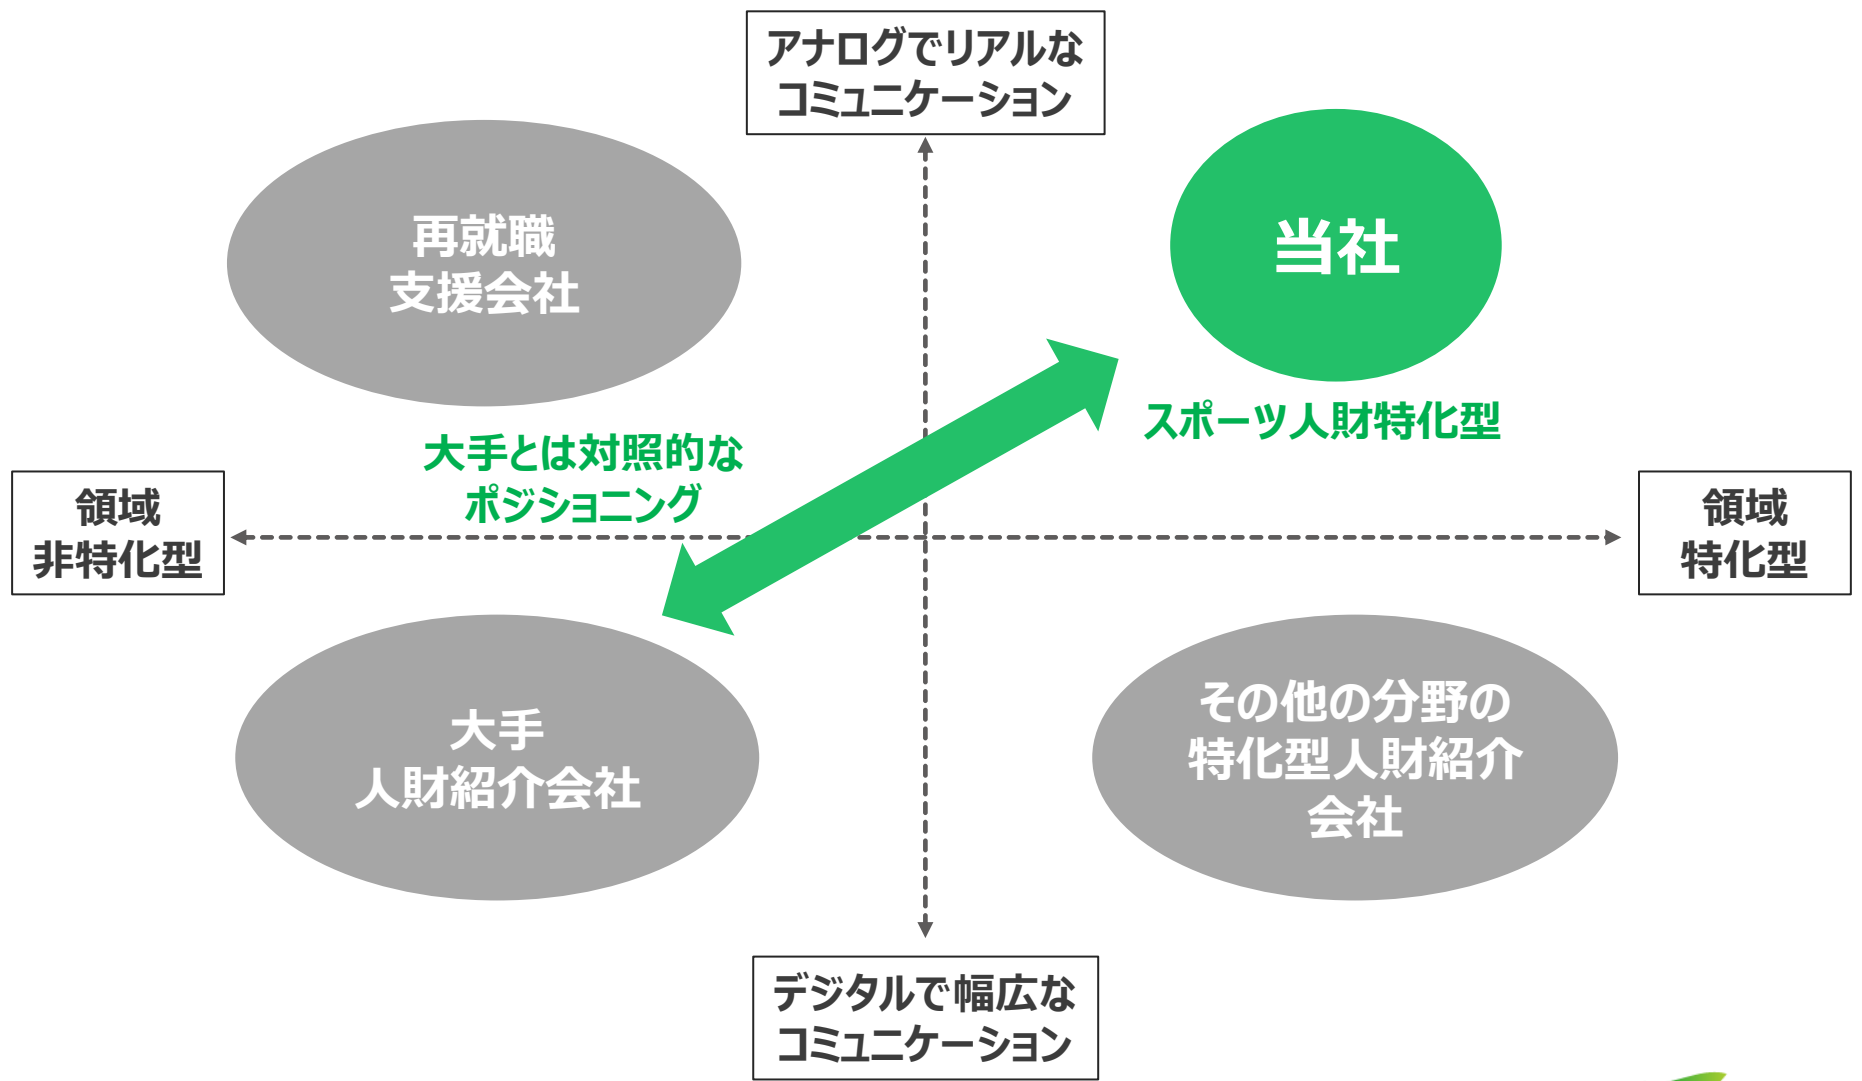 アナログでリアルな
コミュニケーション
再就職
支援会社
当社
スポーツ人財特化型
大手とは対照的な
ポジショニング
領域
非特化型
領域
特化型
大手
人財紹介会社
その他の分野の
特化型人財紹介
会社
デジタルで幅広な
コミュニケーション